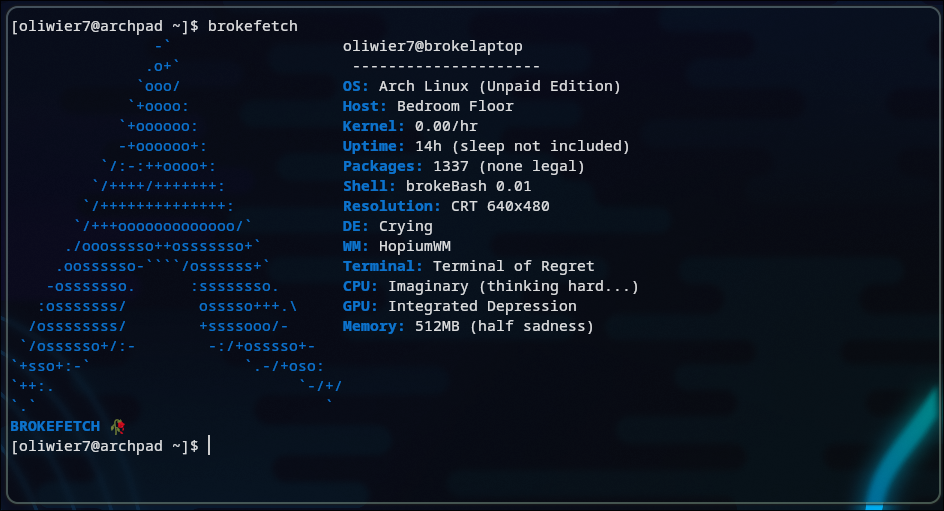 [oliwier7@archpad ~]$ brokefetch
                -`                   oliwier7@brokelaptop
               .o+`                   ---------------------
              `ooo/                  OS: Arch Linux (Unpaid Edition)
             `+oooo:                 Host: Bedroom Floor
            `+oooooo:                Kernel: 0.00/hr
            -+oooooo+:               Uptime: 14h (sleep not included)
          `/:-:++oooo+:              Packages: 1337 (none legal)
         `/++++/+++++++:             Shell: brokeBash 0.01
        `/++++++++++++++:            Resolution: CRT 640x480
       `/+++ooooooooooooo/`          DE: Crying
      ./ooosssso++osssssso+`         WM: HopiumWM
     .oossssso-````/ossssss+`        Terminal: Terminal of Regret
    -osssssso.      :ssssssso.       CPU: Imaginary (thinking hard...)
   :osssssss/        osssso+++.\     GPU: Integrated Depression
  /ossssssss/        +ssssooo/-      Memory: 512MB (half sadness)
 `/ossssso+/:-        -:/+osssso+-
`+sso+:-`                 `.-/+oso:
`++:.                           `-/+/
`.`                                `
BROKEFETCH 🥀
[oliwier7@archpad ~]$